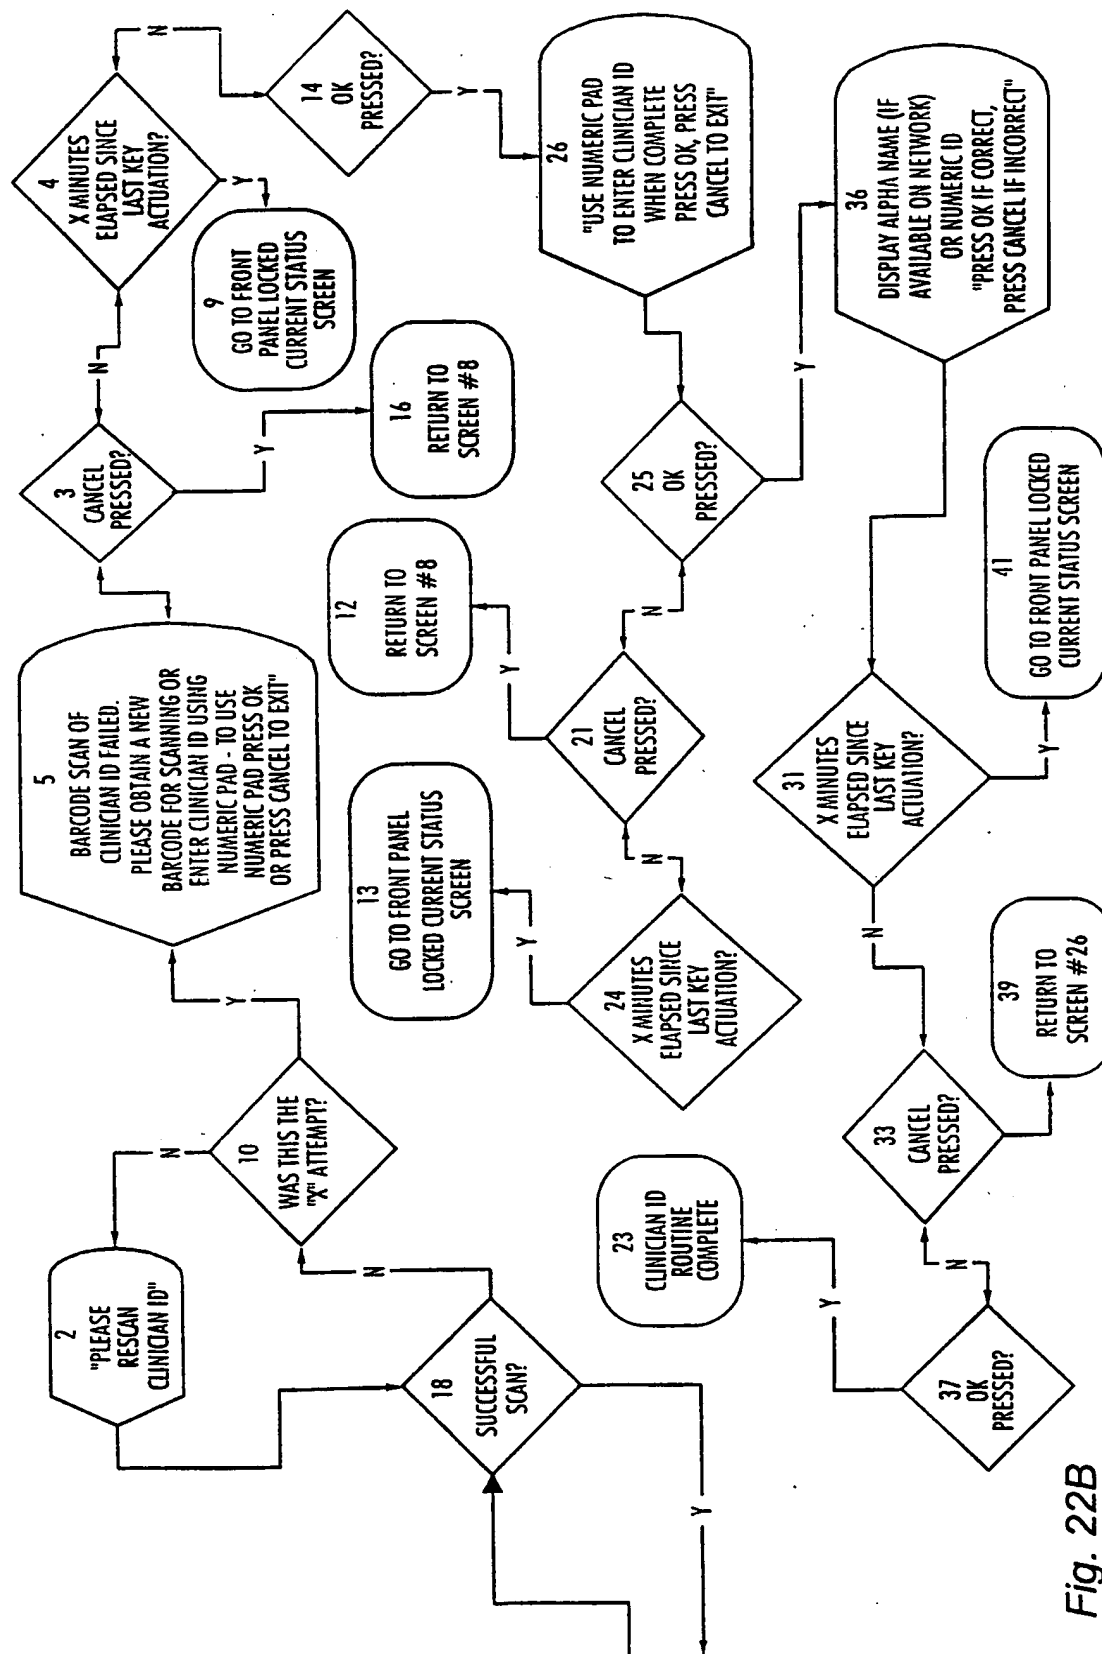 2
"PLEASE
RESCAN
CLINICIAN ID"
N
10
WAS THIS THE
"X" ATTEMPT?
Y
5
BARCODE SCAN OF
CLINICIAN ID FAILED.
PLEASE OBTAIN A NEW
BARCODE FOR SCANNING OR
ENTER CLINICIAN ID USING
NUMERIC PAD - TO USE
NUMERIC PAD PRESS OK
OR PRESS CANCEL TO EXIT"
3
CANCEL
PRESSED?
N
Y
4
X MINUTES
ELAPSED SINCE
LAST KEY
ACTUATION?
N
Y
9
GO TO FRONT
PANEL LOCKED
CURRENT STATUS
SCREEN
16
RETURN TO
SCREEN #8
14
OK
PRESSED?
Y
18
SUCCESSFUL
SCAN?
N
Y
13
GO TO FRONT PANEL
LOCKED CURRENT STATUS
SCREEN
Y
12
RETURN TO
SCREEN #8
Y
24
X MINUTES
ELAPSED SINCE
LAST KEY
ACTUATION?
N
21
CANCEL
PRESSED?
N
25
OK
PRESSED?
Y
26
"USE NUMERIC PAD
TO ENTER CLINICIAN ID
WHEN COMPLETE
PRESS OK, PRESS
CANCEL TO EXIT"
23
CLINICIAN ID
ROUTINE
COMPLETE
Y
37
OK
PRESSED?
N
33
CANCEL
PRESSED?
N
31
X MINUTES
ELAPSED SINCE
LAST KEY
ACTUATION?
Y
36
DISPLAY ALPHA NAME (IF
AVAILABLE ON NETWORK)
OR NUMERIC ID
"PRESS OK IF CORRECT,
PRESS CANCEL IF INCORRECT"
39
RETURN TO
SCREEN #26
41
GO TO FRONT PANEL LOCKED
CURRENT STATUS SCREEN
Fig. 22B